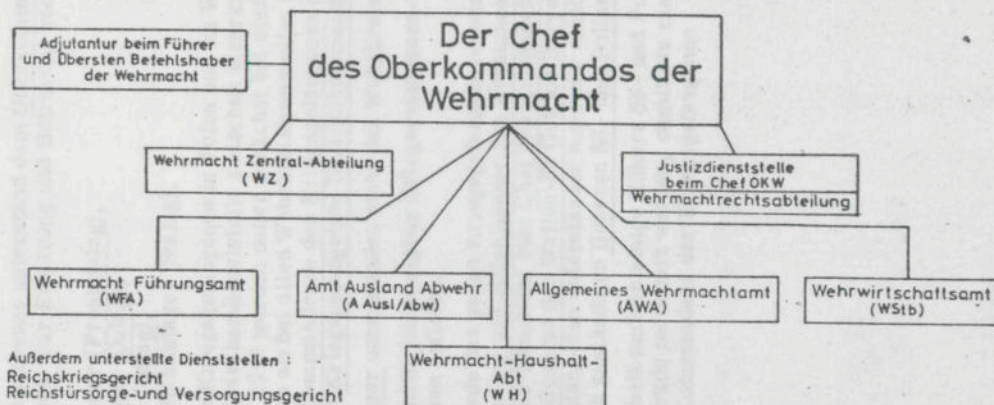 Adjutantur beim Führer
und Obersten Befehlshaber
der Wehrmacht
Der Chef
des Oberkommandos der
Wehrmacht
Wehrmacht Zentral-Abteilung
(WZ)
Justizdienststelle
beim Chef OKW
Wehrmachtrechtsabteilung
Wehrmacht Führungsamt
(WFA)
Amt Ausland Abwehr
(A Ausl/Abw)
Allgemeines Wehrmachtamt
(AWA)
Wehrwirtschaftsamt
(WStb)
Wehrmacht-Haushalt-
Abt
(WH)
Außerdem unterstellte Dienststellen :
Reichskriegsgericht
Reichsfürsorge-und Versorgungsgericht